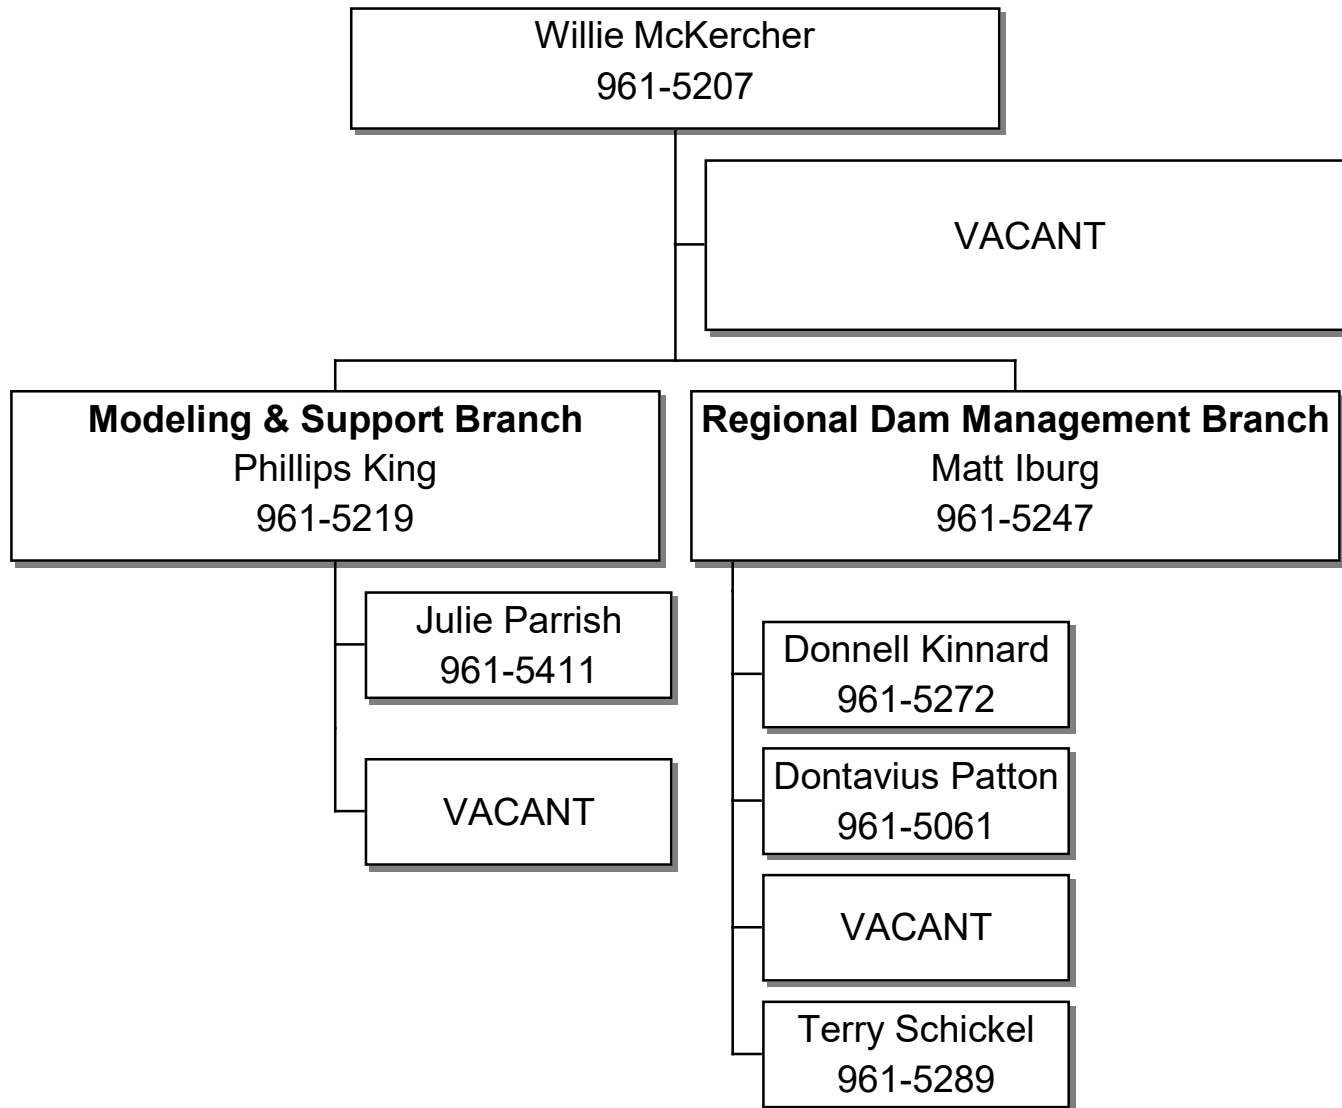 Willie McKercher
961-5207
VACANT
Modeling & Support Branch
Phillips King
961-5219
Julie Parrish
961-5411
VACANT
Regional Dam Management Branch
Matt Iburg
961-5247
Donnell Kinnard
961-5272
Dontavius Patton
961-5061
VACANT
Terry Schickel
961-5289